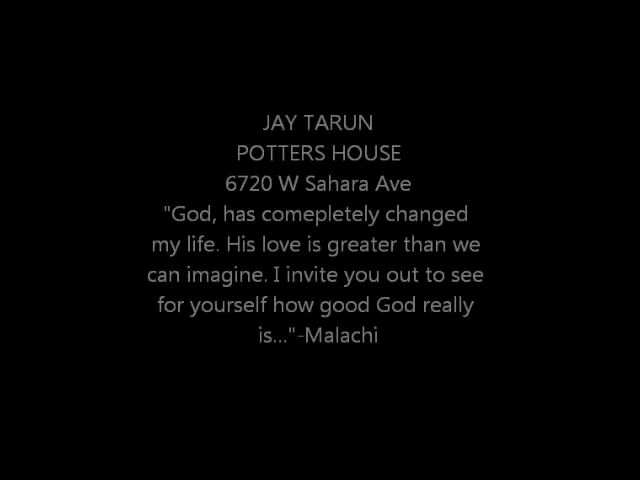 JAY TARUN
POTTERS HOUSE
6720 W Sahara Ave
"God, has comepletely changed
my life. His love is greater than we
can imagine. I invite you out to see
for yourself how good God really
is..."-Malachi